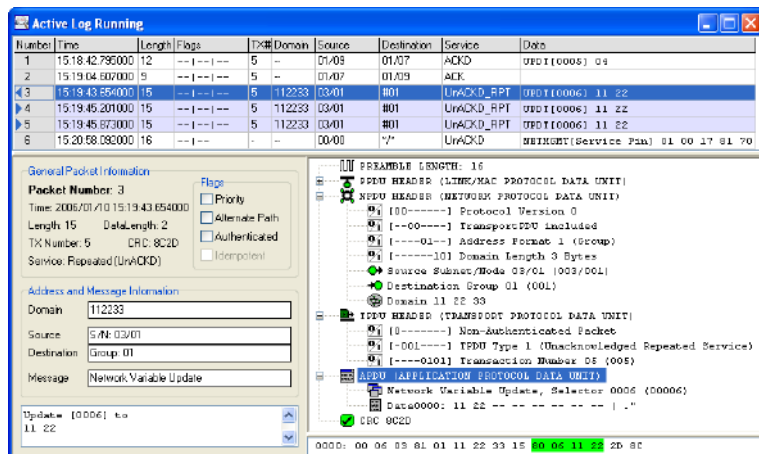 Active Log Running
Number Time Length Flags TX# Domain Source Destination Service Data
1 15:18:42.795000 12 --|--|-- 5 - 01/09 01/07 ACKD UPDT[0005] 04
2 15:19:04.607000 9 --|--|-- 5 - 01/07 01/09 ACK
3 15:19:43.654000 15 --|--|-- 5 112233 03/01 #01 UnACKD_RPT UPDT[0006] 11 22
4 15:19:45.201000 15 --|--|-- 5 112233 03/01 #01 UnACKD_RPT UPDT[0006] 11 22
5 15:19:45.873000 15 --|--|-- 5 112233 03/01 #01 UnACKD_RPT UPDT[0006] 11 22
6 15:20:58.092000 16 --|-- - - 00/00 */* UnACKD NETMGMT[Service Pin] 01 00 17 81 70
General Packet Information
Packet Number: 3
Time: 2006/01/10 15:19:43.654000
Length: 15 DataLength: 2
TX Number: 5 CRC: 8C2D
Service: Repeated (UnACKD)
Flags
Priority
Alternate Path
Authenticated
Idempotent
Address and Message Information
Domain 112233
Source S/N: 03/01
Destination Group: 01
Message Network Variable Update
Update [0006] to
11 22
PREAMBLE LENGTH: 16
PPDU HEADER (LINK/MAC PROTOCOL DATA UNIT)
NPDU HEADER (NETWORK PROTOCOL DATA UNIT)
[00------] Protocol Version 0
[--00----] TransportPDU included
[----01--] Address Format 1 (Group)
[------10] Domain Length 3 Bytes
Source Subnet/Node 03/01 (003/001)
Destination Group 01 (001)
Domain 11 22 33
TPDU HEADER (TRANSPORT PROTOCOL DATA UNIT)
[0-------] Non-Authenticated Packet
[-001----] TPDU Type 1 (Unacknowledged Repeated Service)
[----0101] Transaction Number 05 (005)
APDU (APPLICATION PROTOCOL DATA UNIT)
Network Variable Update, Selector 0006 (00006)
Data0000: 11 22 -- -- -- -- -- -- | ."
CRC 8C2D
0000: 00 06 03 81 01 11 22 33 15 80 06 11 22 2D 8C